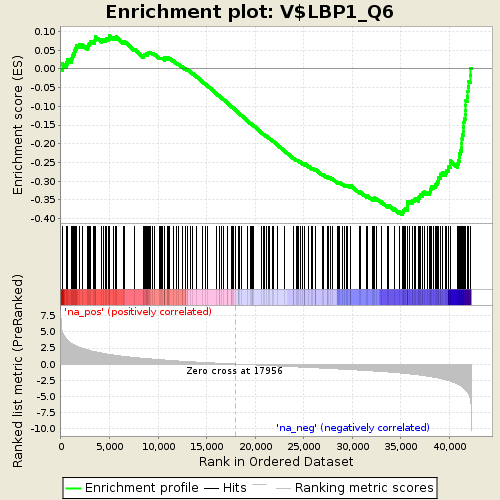 Enrichment plot: V$LBP1_Q6
Enrichment score (ES)
0.10
0.05
0.00
-0.05
-0.10
-0.15
-0.20
-0.25
-0.30
-0.35
-0.40
Ranked list metric (PreRanked)
'na_pos' (positively correlated)
7.5
5.0
2.5
0.0
-2.5
-5.0
-7.5
-10.0
Zero cross at 17956
'na_neg' (negatively correlated)
0 5,000 10,000 15,000 20,000 25,000 30,000 35,000 40,000
Rank in Ordered Dataset
Enrichment profile Hits Ranking metric scores